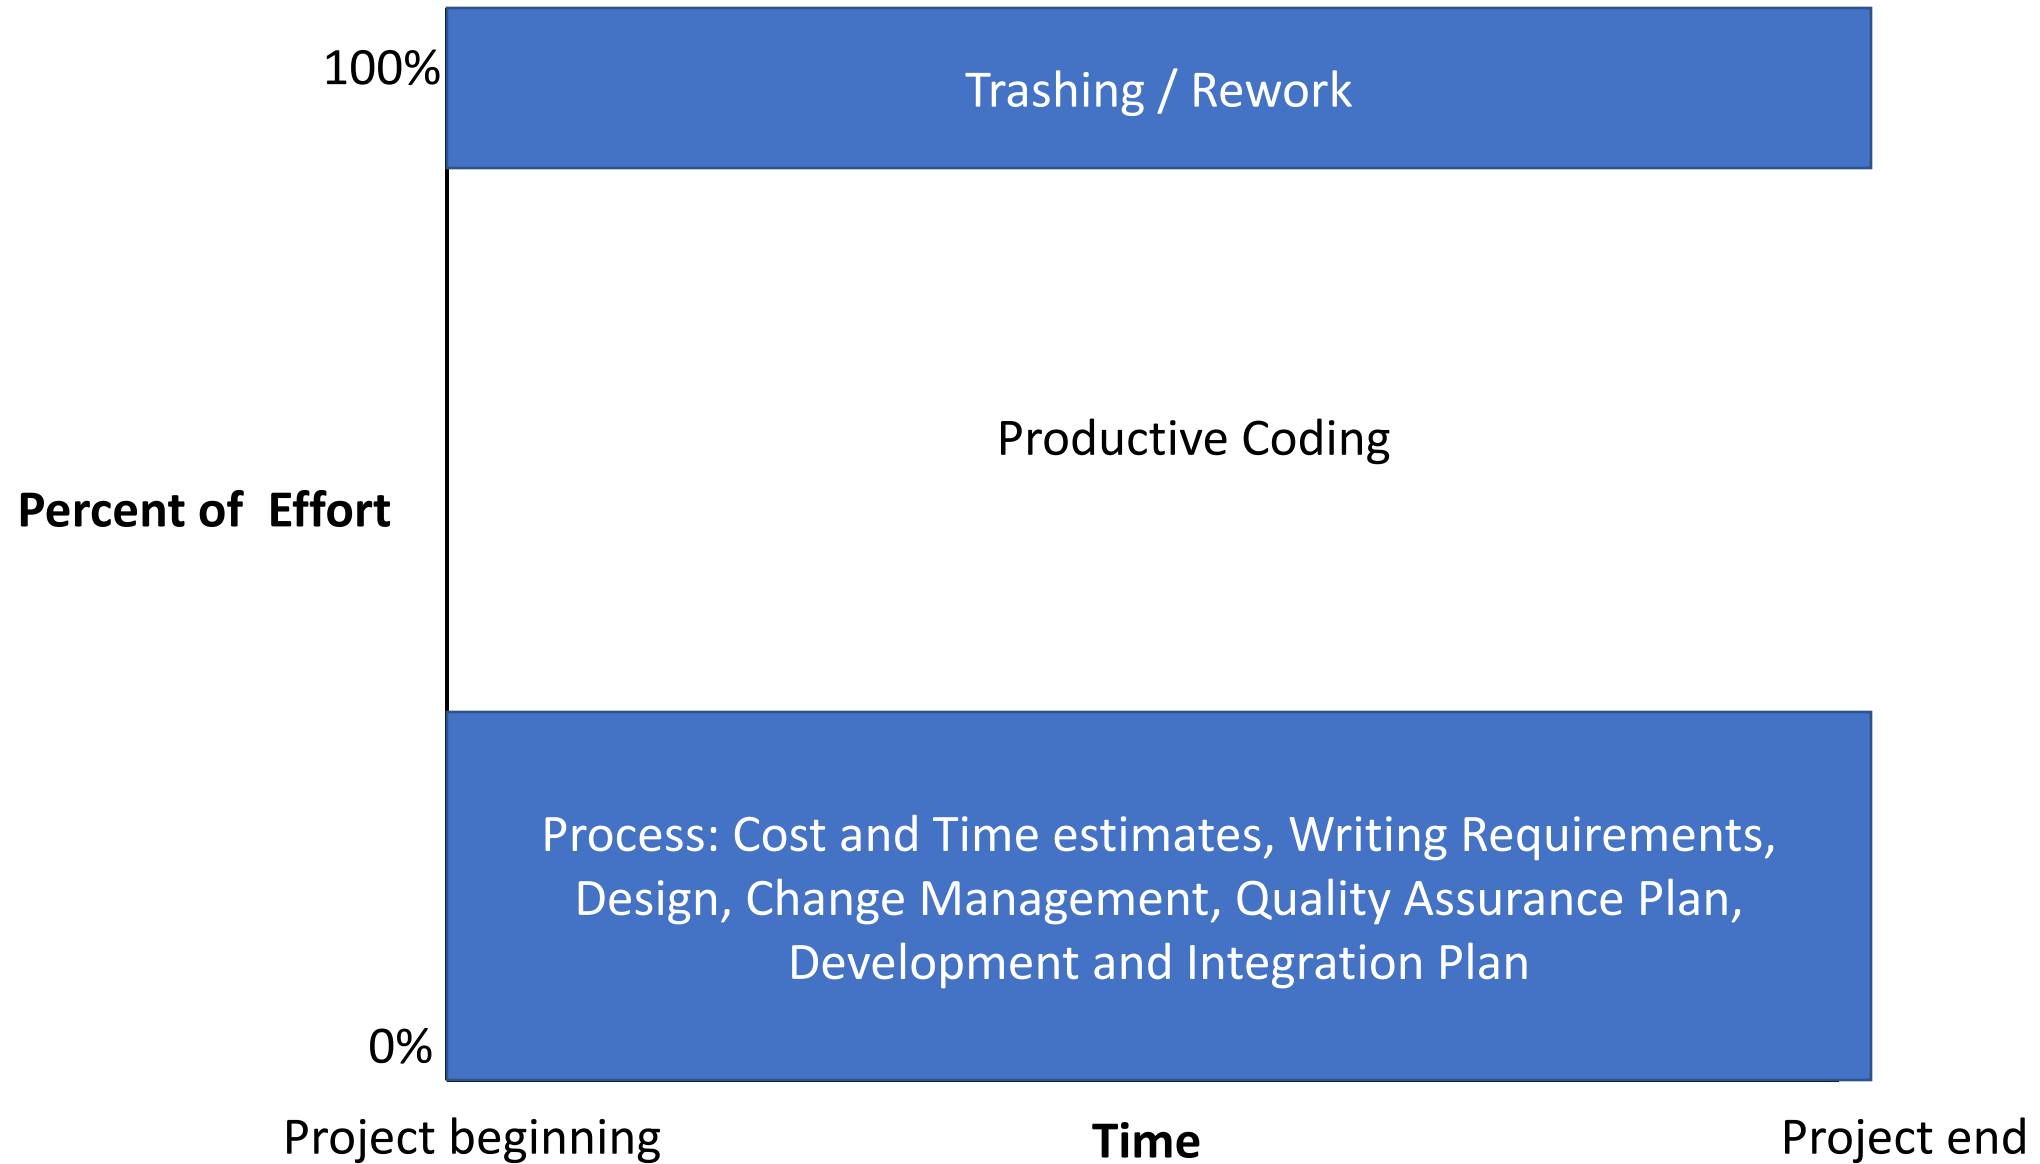 100%
Trashing / Rework
Productive Coding
Percent of  Effort
Process: Cost and Time estimates, Writing Requirements,
Design, Change Management, Quality Assurance Plan,
Development and Integration Plan
0%
Project beginning
Time
Project end